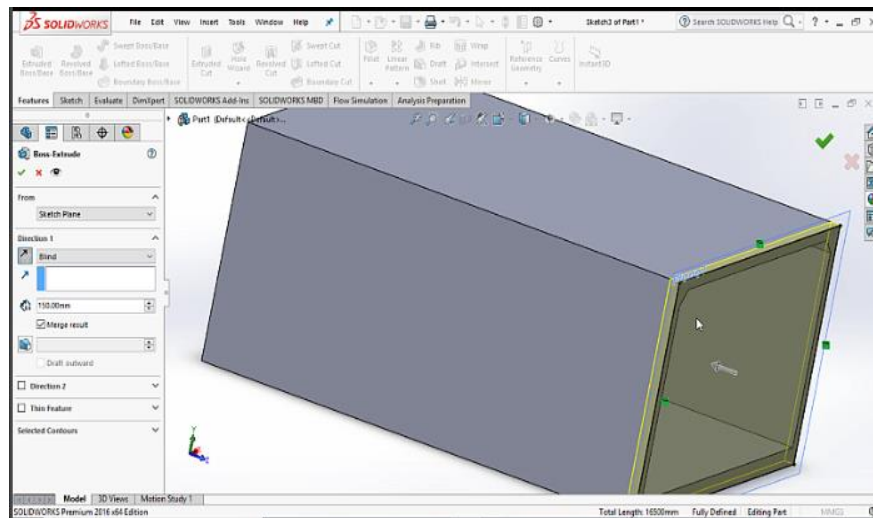 SOLIDWORKS File Edit View Insert Tools Window Help Sketch3 of Part1 * Search SOLIDWORKS Help
Extruded Boss/Base Revolved Boss/Base Swept Boss/Base Lofted Boss/Base Boundary Boss/Base Extruded Cut Hole Wizard Revolved Cut Swept Cut Lofted Cut Boundary Cut Fillet Linear Pattern Rib Draft Shell Wrap Intersect Mirror Reference Geometry Curves Instant3D
Features Sketch Evaluate DimXpert SOLIDWORKS Add-Ins SOLIDWORKS MBD Flow Simulation Analysis Preparation
Part1 (Default<<Default>...
Boss-Extrude
From
Sketch Plane
Direction 1
Blind
150.00mm
Merge result
Draft outward
Direction 2
Thin Feature
Selected Contours
Model 3D Views Motion Study 1
SOLIDWORKS Premium 2016 x64 Edition Total Length: 16500mm Fully Defined Editing Part MMGS